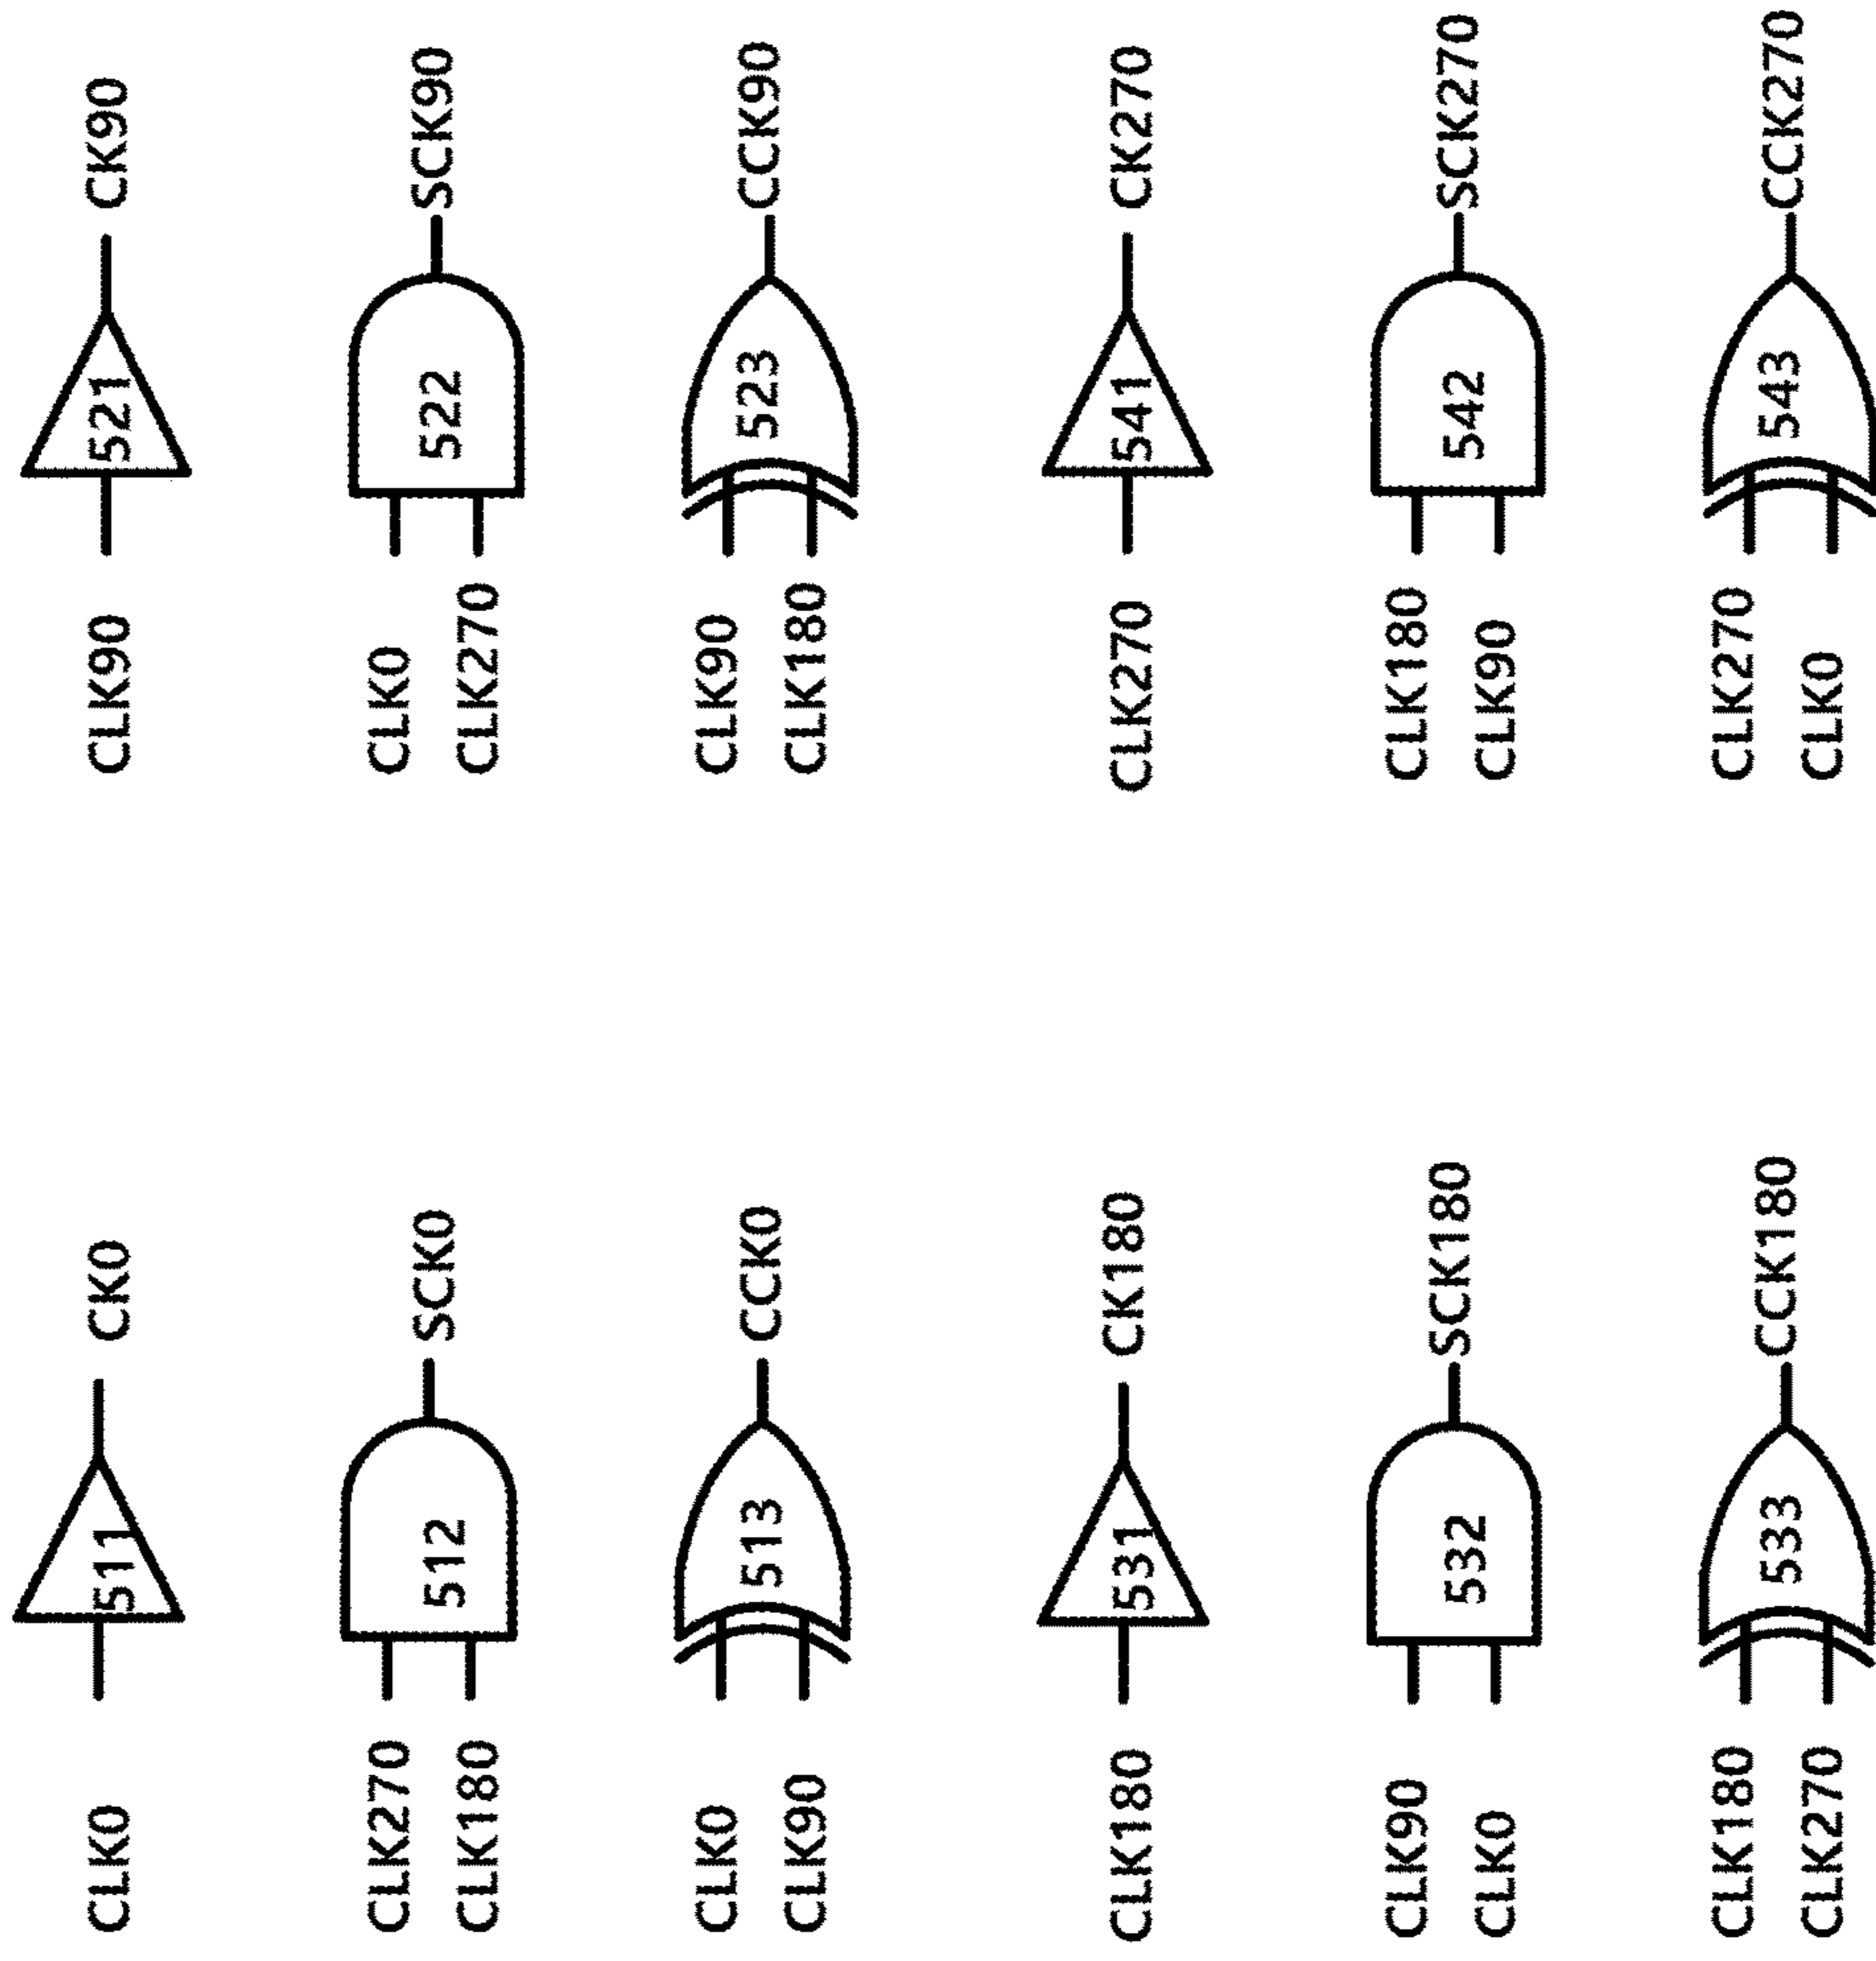 CLK0 511 CK0
CLK270
CLK180
512 SCK0
CLK0
CLK90
513 CCK0
CLK90 521 CK90
CLK0
CLK270
522 SCK90
CLK90
CLK180
523 CCK90
CLK180 531 CK180
CLK90
CLK0
532 SCK180
CLK180
CLK270
533 CCK180
CLK270 541 CK270
CLK180
CLK90
542 SCK270
CLK270
CLK0
543 CCK270